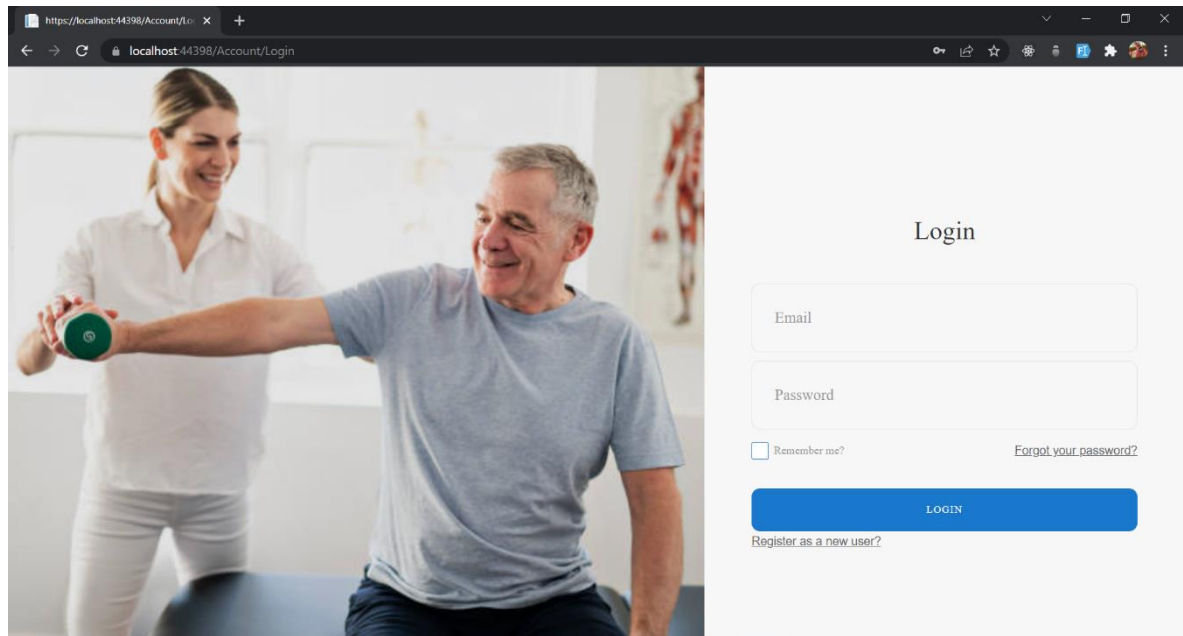 https://localhost:44398/Account/Lo
localhost:44398/Account/Login
FI
Login
Email
Password
Remember me?
Forgot your password?
LOGIN
Register as a new user?